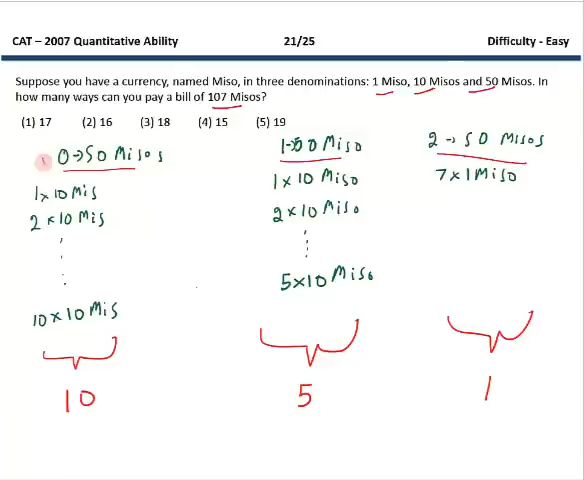 CAT – 2007 Quantitative Ability 21/25 Difficulty - Easy
Suppose you have a currency, named Miso, in three denominations: 1 Miso, 10 Misos and 50 Misos. In
how many ways can you pay a bill of 107 Misos?
(1) 17 (2) 16 (3) 18 (4) 15 (5) 19
0→50 Misos
1×10 Mis
2×10 Mis
10×10 Mis
10
1→50 Miso
1×10 Miso
2×10 Miso
5×10 Miso
5
2→50 Misos
7×1 Miso
1